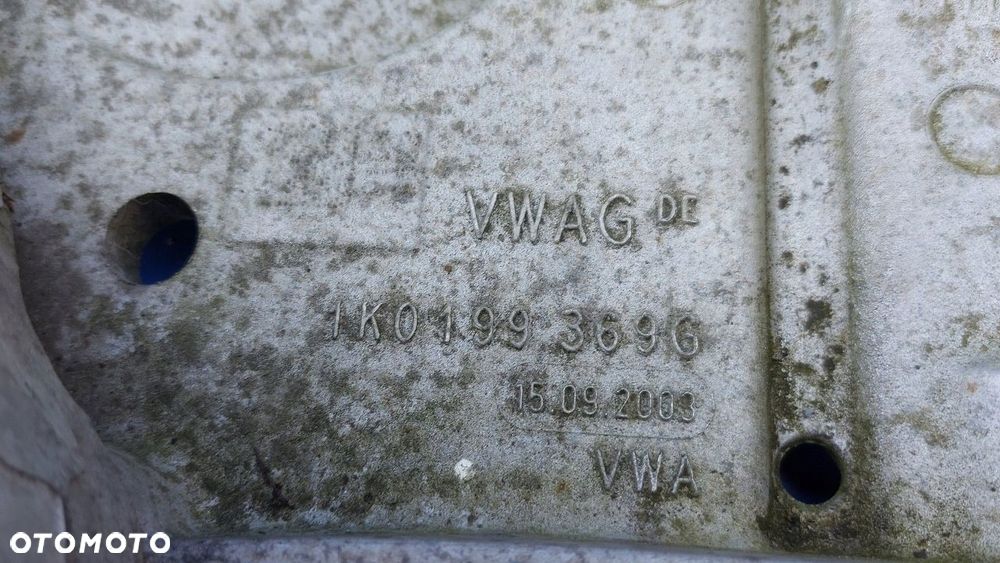 VWAG DE
1K0199 369G
15.09.2003
VWA
OTOMOTO